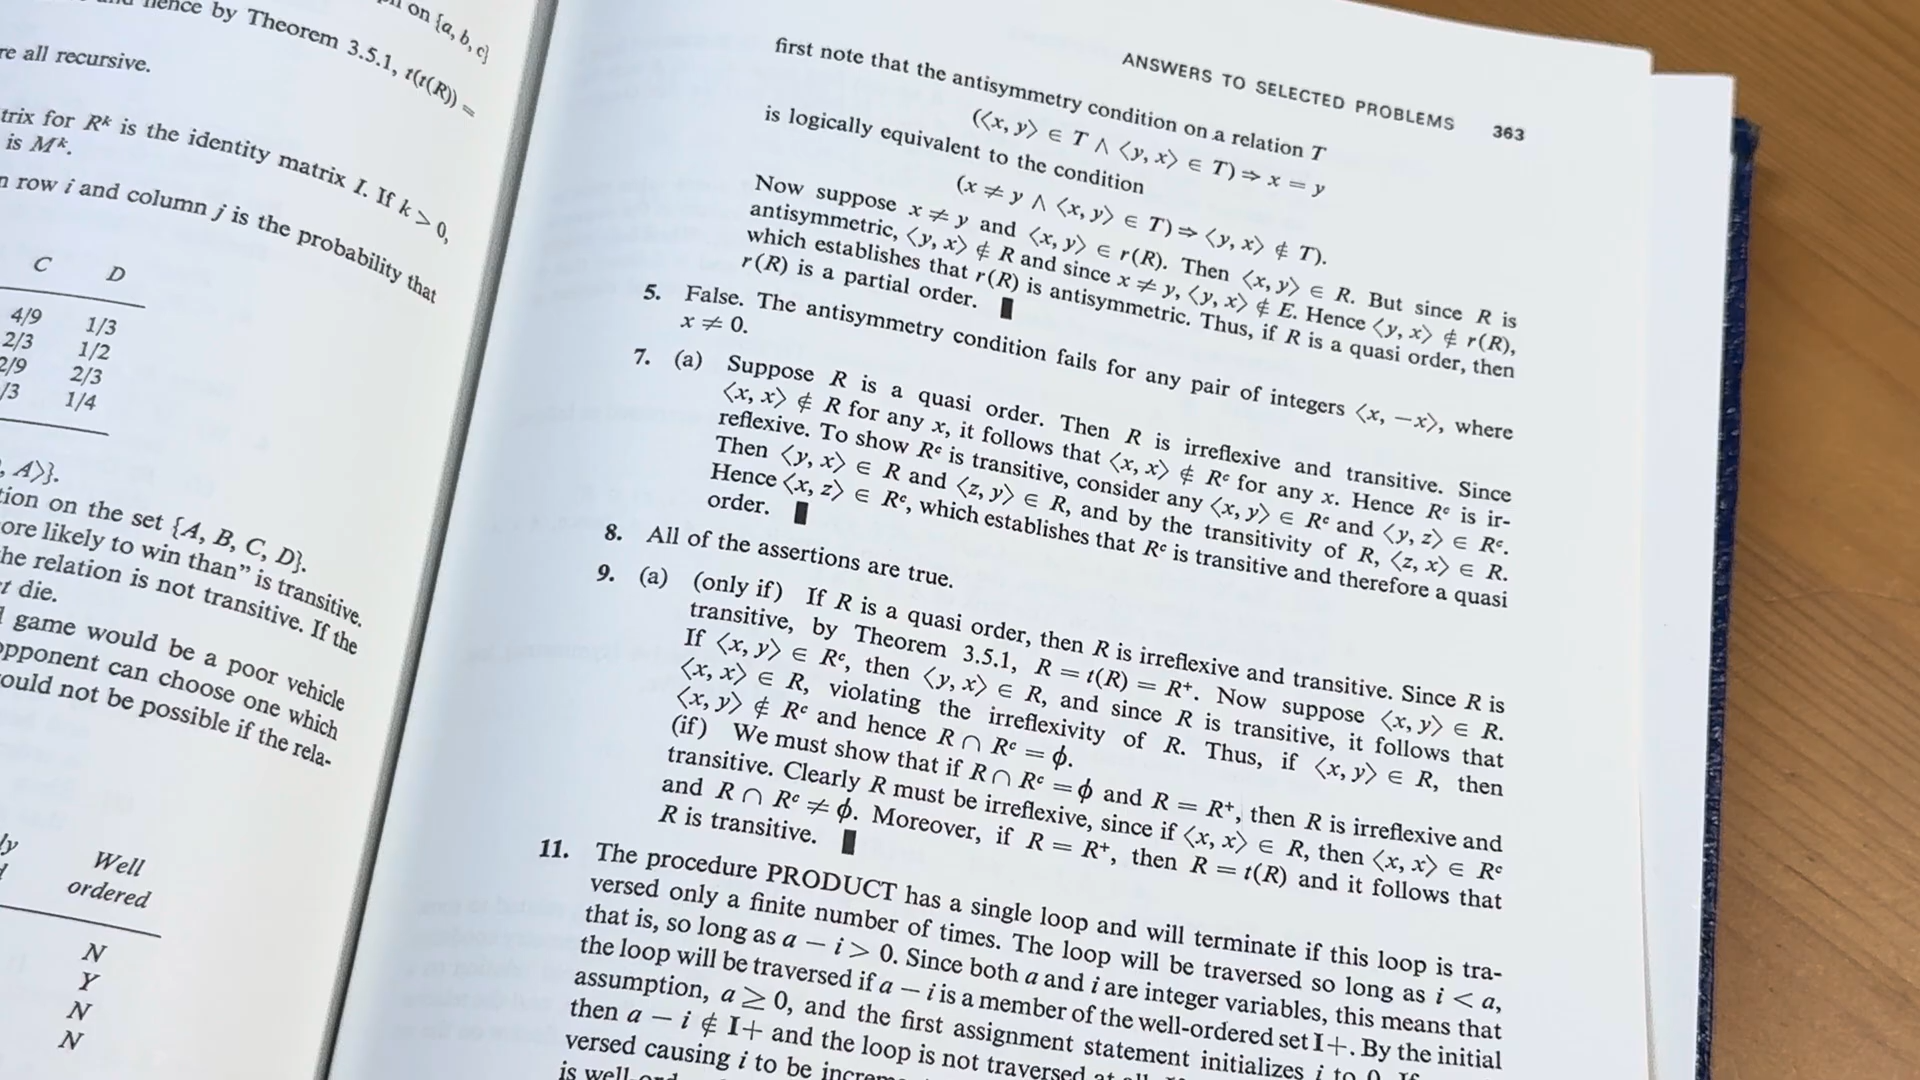 on {a, b, c}
hence by Theorem 3.5.1, t(t(R)) =
re all recursive.
trix for Rᵏ is the identity matrix I. If k > 0,
is Mᵏ.
row i and column j is the probability that
C D
4/9 1/3
2/3 1/2
2/9 2/3
/3 1/4
, A⟩}.
tion on the set {A, B, C, D}.
ore likely to win than” is transitive.
he relation is not transitive. If the
t die.
game would be a poor vehicle
pponent can choose one which
ould not be possible if the rela-
ly Well
ordered
N
Y
N
N
ANSWERS TO SELECTED PROBLEMS 363
first note that the antisymmetry condition on a relation T
(⟨x, y⟩ ∈ T ∧ ⟨y, x⟩ ∈ T) ⇒ x = y
is logically equivalent to the condition
(x ≠ y ∧ ⟨x, y⟩ ∈ T) ⇒ ⟨y, x⟩ ∉ T).
Now suppose x ≠ y and ⟨x, y⟩ ∈ r(R). Then ⟨x, y⟩ ∈ R. But since R is
antisymmetric, ⟨y, x⟩ ∉ R and since x ≠ y, ⟨y, x⟩ ∉ E. Hence ⟨y, x⟩ ∉ r(R),
which establishes that r(R) is antisymmetric. Thus, if R is a quasi order, then
r(R) is a partial order. ▮
5. False. The antisymmetry condition fails for any pair of integers ⟨x, −x⟩, where
x ≠ 0.
7. (a) Suppose R is a quasi order. Then R is irreflexive and transitive. Since
⟨x, x⟩ ∉ R for any x, it follows that ⟨x, x⟩ ∉ Rᶜ for any x. Hence Rᶜ is ir-
reflexive. To show Rᶜ is transitive, consider any ⟨x, y⟩ ∈ Rᶜ and ⟨y, z⟩ ∈ Rᶜ.
Then ⟨y, x⟩ ∈ R and ⟨z, y⟩ ∈ R, and by the transitivity of R, ⟨z, x⟩ ∈ R.
Hence ⟨x, z⟩ ∈ Rᶜ, which establishes that Rᶜ is transitive and therefore a quasi
order. ▮
8. All of the assertions are true.
9. (a) (only if) If R is a quasi order, then R is irreflexive and transitive. Since R is
transitive, by Theorem 3.5.1, R = t(R) = R⁺. Now suppose ⟨x, y⟩ ∈ R.
If ⟨x, y⟩ ∈ Rᶜ, then ⟨y, x⟩ ∈ R, and since R is transitive, it follows that
⟨x, x⟩ ∈ R, violating the irreflexivity of R. Thus, if ⟨x, y⟩ ∈ R, then
⟨x, y⟩ ∉ Rᶜ and hence R ∩ Rᶜ = ϕ.
(if) We must show that if R ∩ Rᶜ = ϕ and R = R⁺, then R is irreflexive and
transitive. Clearly R must be irreflexive, since if ⟨x, x⟩ ∈ R, then ⟨x, x⟩ ∈ Rᶜ
and R ∩ Rᶜ ≠ ϕ. Moreover, if R = R⁺, then R = t(R) and it follows that
R is transitive. ▮
11. The procedure PRODUCT has a single loop and will terminate if this loop is tra-
versed only a finite number of times. The loop will be traversed so long as i < a,
that is, so long as a − i > 0. Since both a and i are integer variables, this means that
the loop will be traversed if a − i is a member of the well-ordered set I+. By the initial
assumption, a ≥ 0, and the first assignment statement initializes i to 0. If
then a − i ∉ I+ and the loop is not traversed at all.
versed causing i to be increm
is well-ord